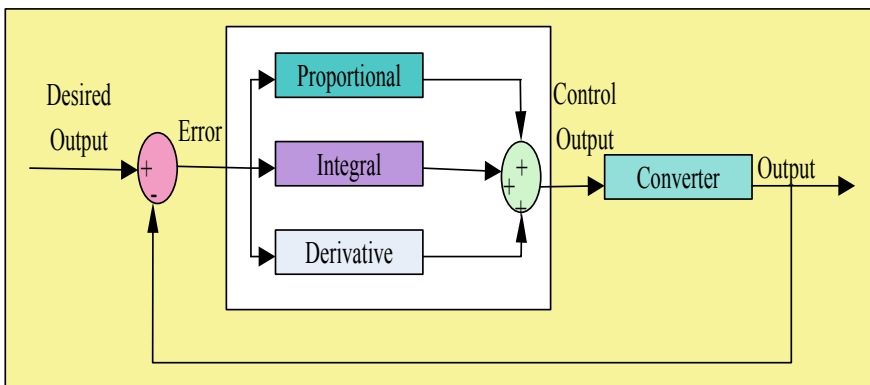 Desired
Output
+
-
Error
Proportional
Integral
Derivative
+
+
+
Control
Output
Converter
Output